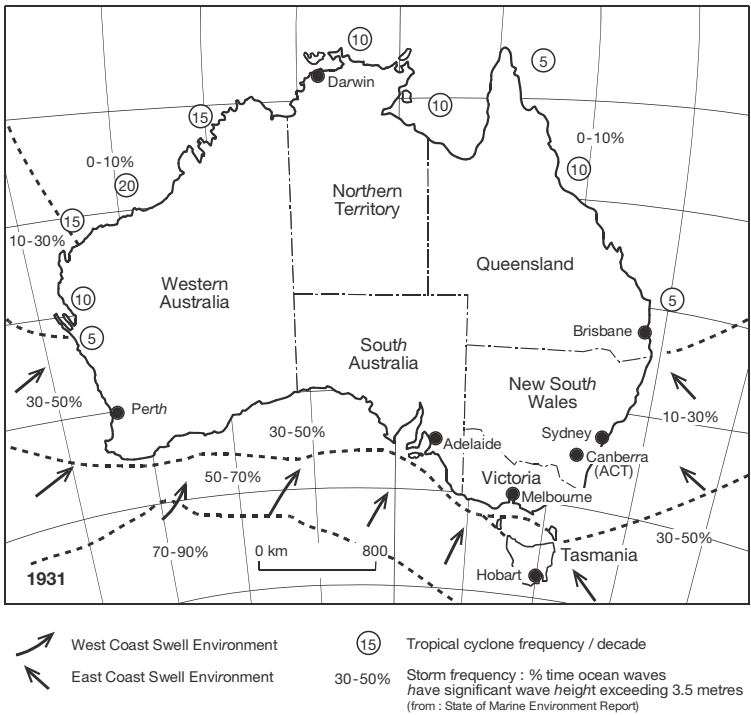 10
5
Darwin
15
10
0-10%
0-10%
20
10
Northern
Territory
15
10-30%
Queensland
Western
Australia
10
5
Brisbane
5
South
Australia
New South
Wales
30-50%
Perth
10-30%
30-50%
Sydney
Adelaide
Canberra
(ACT)
50-70%
Victoria
Melbourne
30-50%
70-90%
0 km 800
Tasmania
1931
Hobart
West Coast Swell Environment
15
Tropical cyclone frequency / decade
East Coast Swell Environment
30-50%
Storm frequency : % time ocean waves
have significant wave height exceeding 3.5 metres
(from : State of Marine Environment Report)